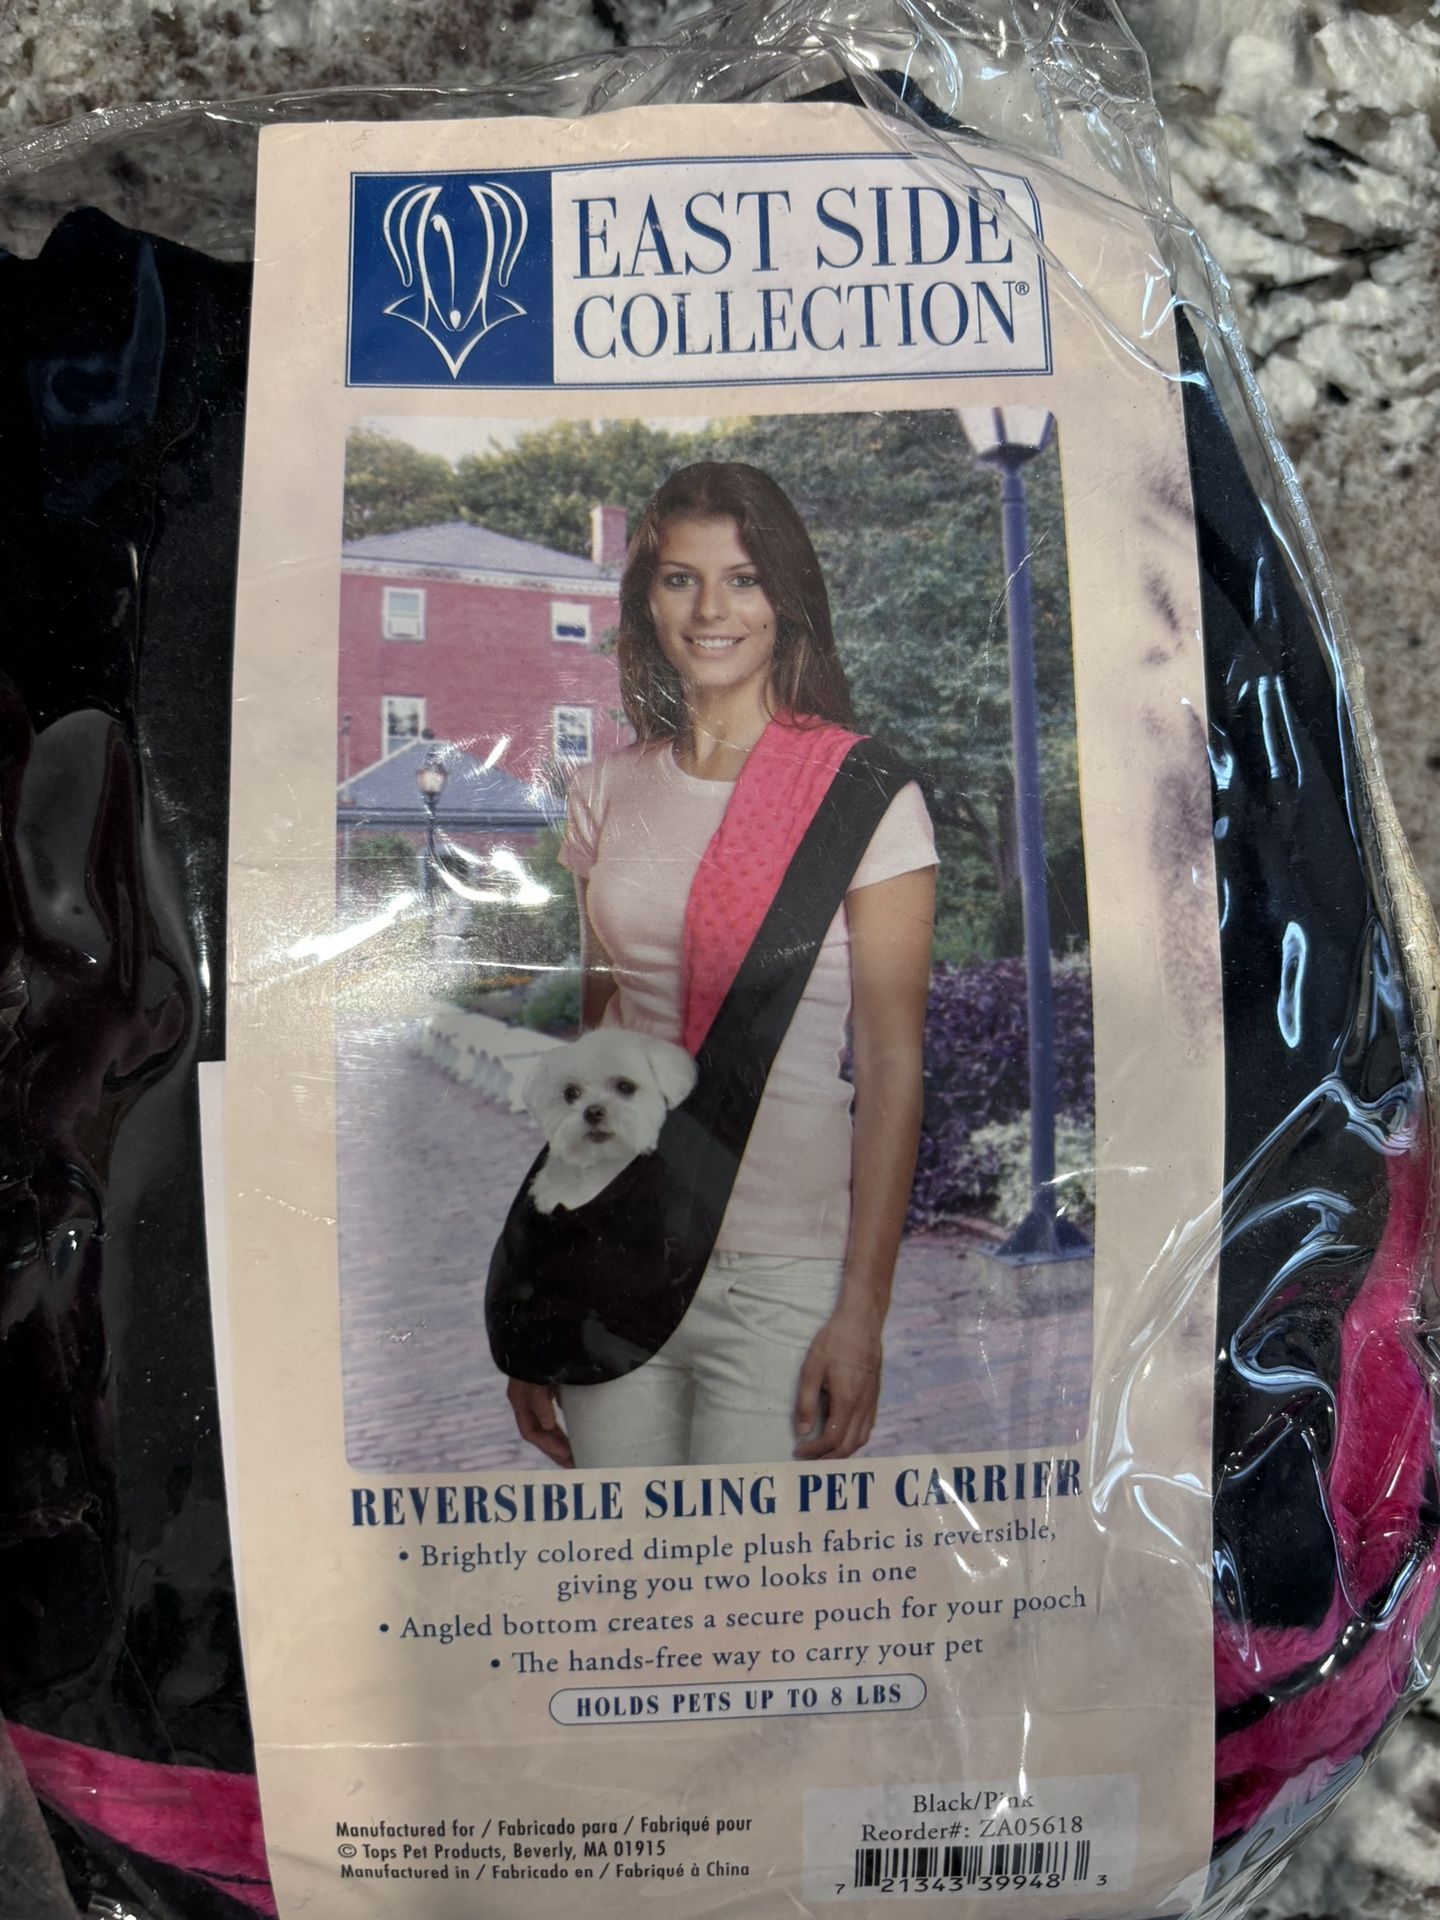 EAST SIDE
COLLECTION®
REVERSIBLE SLING PET CARRIER
• Brightly colored dimple plush fabric is reversible,
giving you two looks in one
• Angled bottom creates a secure pouch for your pooch
• The hands-free way to carry your pet
HOLDS PETS UP TO 8 LBS
Manufactured for / Fabricado para / Fabriqué pour
© Tops Pet Products, Beverly, MA 01915
Manufactured in / Fabricado en / Fabriqué à China
Black/Pink
Reorder#: ZA05618
7 21343 39948 3